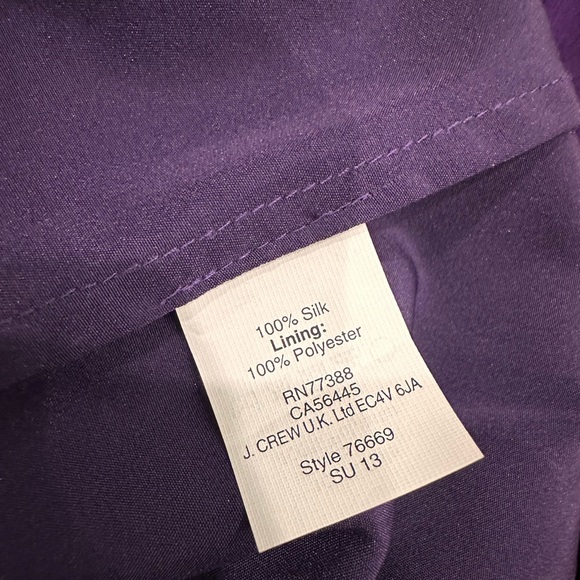 100% Silk
Lining:
100% Polyester
RN77388
CA56445
J. CREW U.K. Ltd EC4V 6JA
Style 76669
SU 13